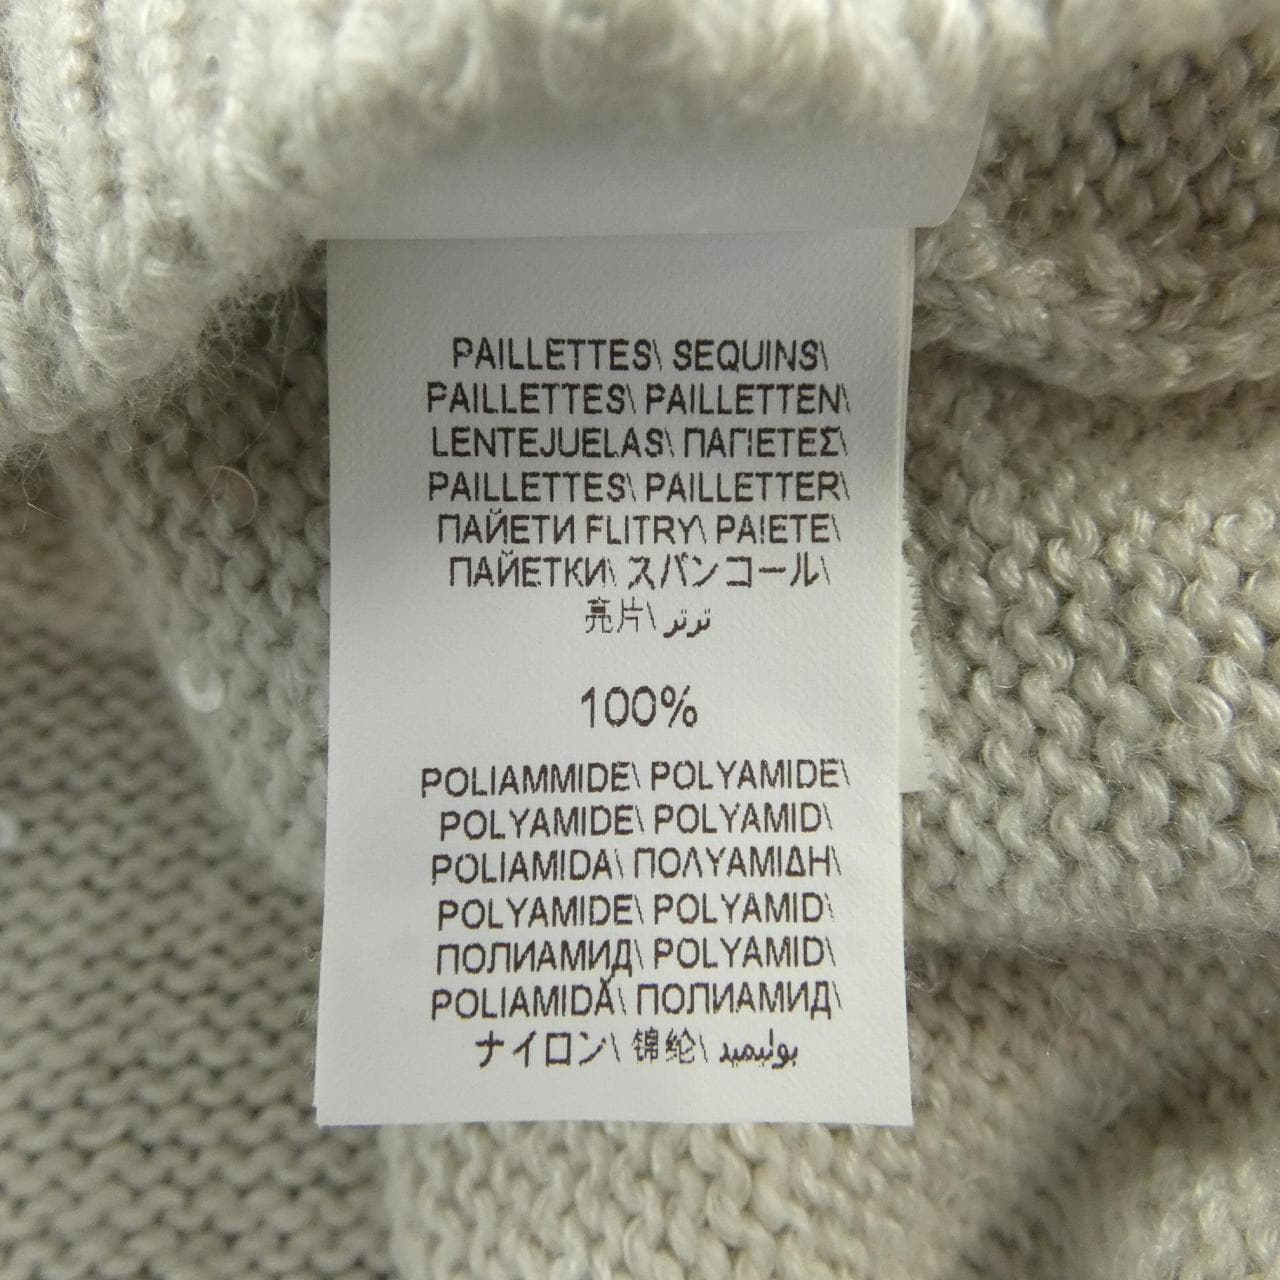 PAILLETTES\ SEQUINS\
PAILLETTES\ PAILLETTEN\
LENTEJUELAS\ ΠΑΓΙΕΤΕΣ\
PAILLETTES\ PAILLETTER\
ПАЙЕТИ FLITRY\ PAIETE\
ПАЙЕТКИ\ スパンコール\
亮片\ ترتر
100%
POLIAMMIDE\ POLYAMIDE\
POLYAMIDE\ POLYAMID\
POLIAMIDA\ ΠΟΛΥΑΜΙΔΗ\
POLYAMIDE\ POLYAMID\
ПОЛИАМИД\ POLYAMID\
POLIAMIDĂ\ ПОЛИАМИД\
ナイロン\ 锦纶\ بوليميد